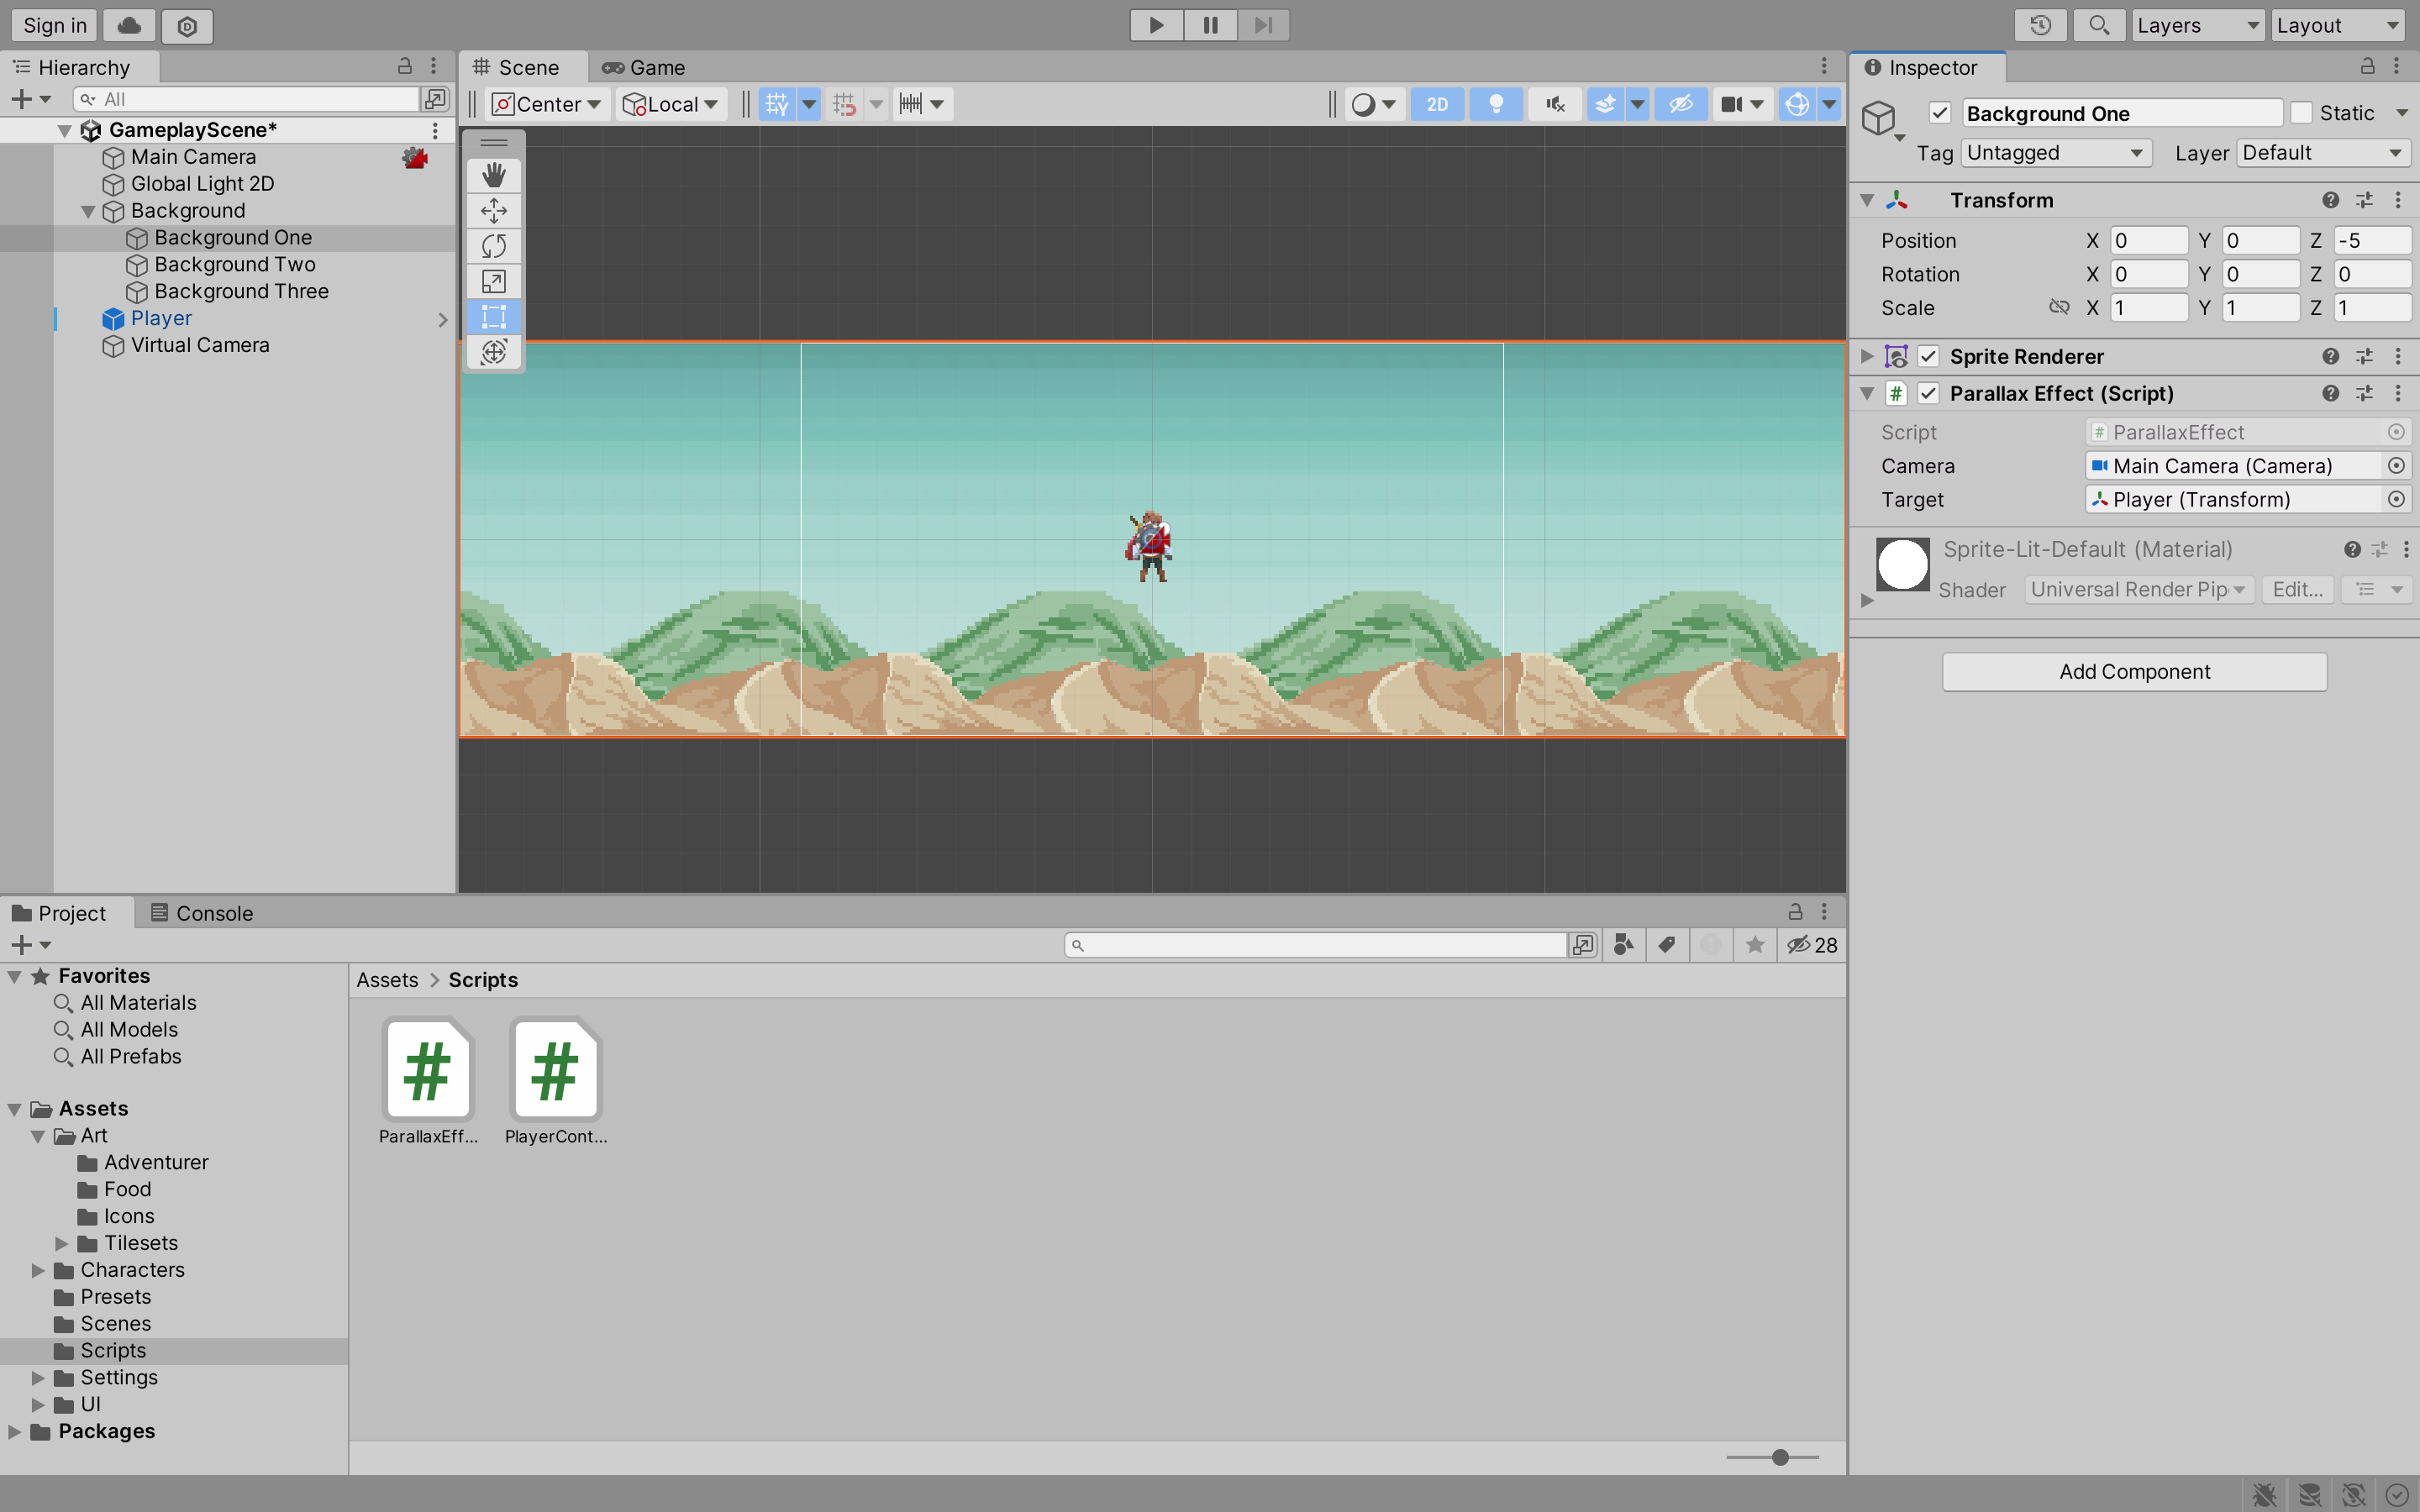 Sign in
Layers
Layout
Hierarchy
All
GameplayScene*
Main Camera
Global Light 2D
Background
Background One
Background Two
Background Three
Player
Virtual Camera
Scene
Game
Center
Local
2D
Inspector
Background One
Static
Tag Untagged
Layer Default
Transform
Position X 0 Y 0 Z -5
Rotation X 0 Y 0 Z 0
Scale X 1 Y 1 Z 1
Sprite Renderer
# Parallax Effect (Script)
Script # ParallaxEffect
Camera Main Camera (Camera)
Target Player (Transform)
Sprite-Lit-Default (Material)
Shader Universal Render Pip Edit...
Add Component
Project
Console
28
Favorites
All Materials
All Models
All Prefabs
Assets
Art
Adventurer
Food
Icons
Tilesets
Characters
Presets
Scenes
Scripts
Settings
UI
Packages
Assets > Scripts
# #
ParallaxEff... PlayerCont...